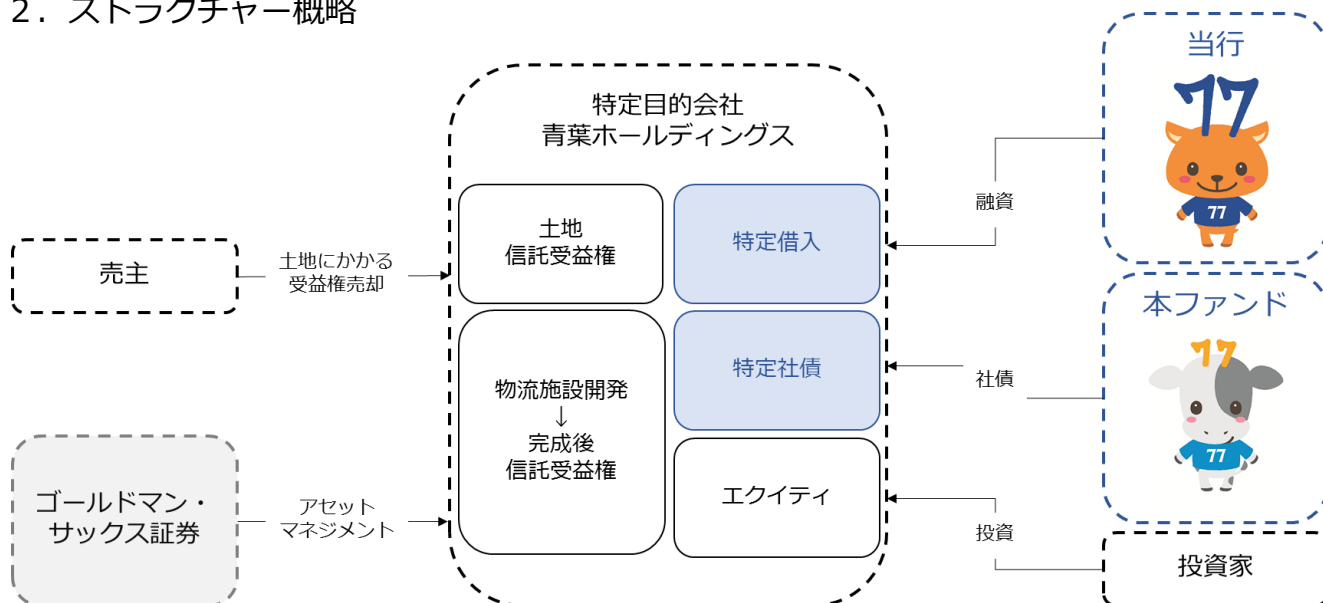 ２．ストラクチャー概略
特定目的会社
青葉ホールディングス
土地
信託受益権
特定借入
物流施設開発
↓
完成後
信託受益権
特定社債
エクイティ
売主
土地にかかる
受益権売却
ゴールドマン・
サックス証券
アセット
マネジメント
当行
77
77
融資
本ファンド
77
77
社債
投資
投資家